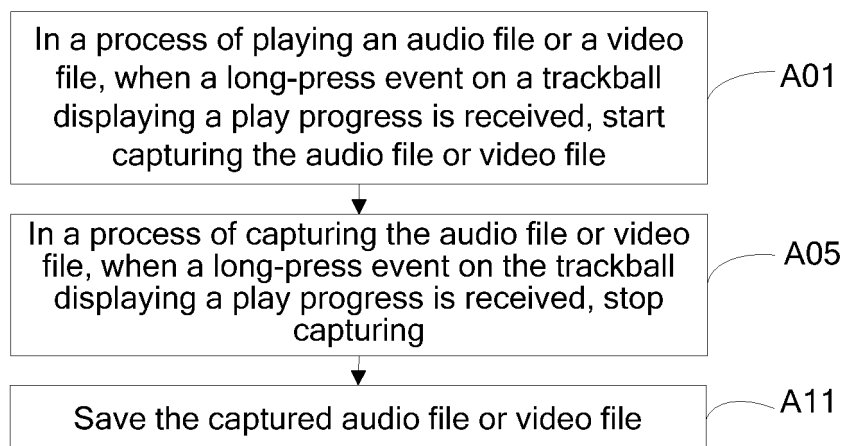 In a process of playing an audio file or a video
file, when a long-press event on a trackball
displaying a play progress is received, start
capturing the audio file or video file
A01
In a process of capturing the audio file or video
file, when a long-press event on the trackball
displaying a play progress is received, stop
capturing
A05
Save the captured audio file or video file
A11